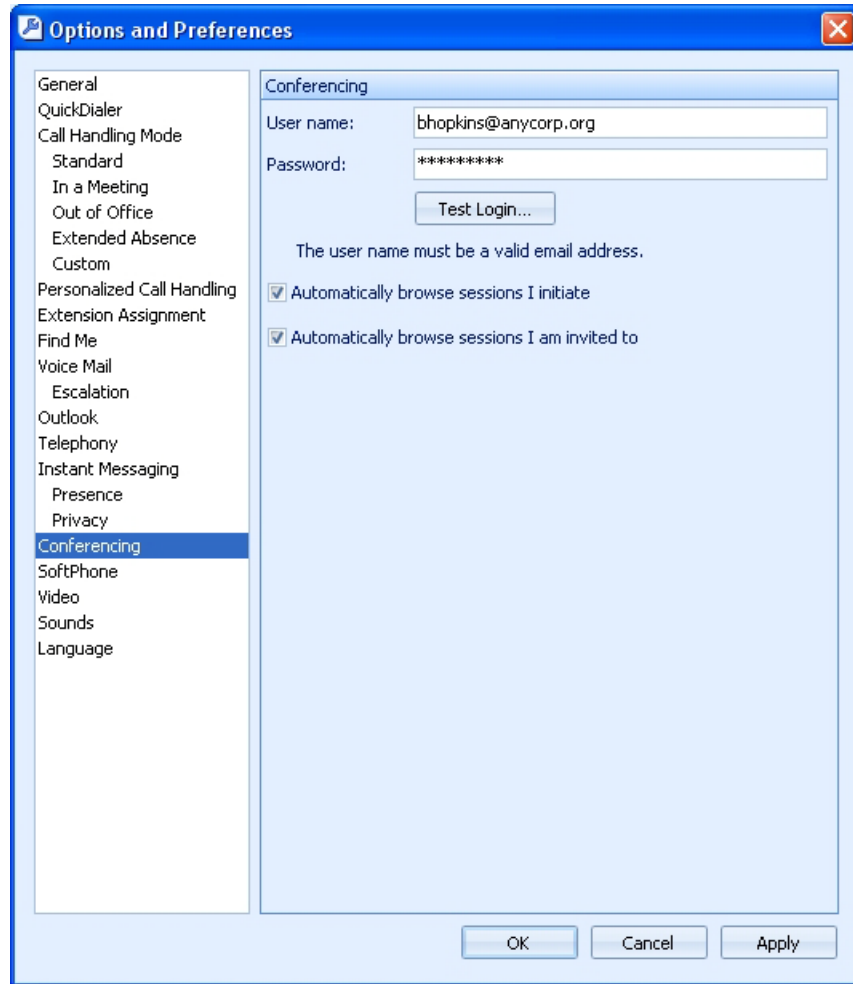 Options and Preferences
General
QuickDialer
Call Handling Mode
Standard
In a Meeting
Out of Office
Extended Absence
Custom
Personalized Call Handling
Extension Assignment
Find Me
Voice Mail
Escalation
Outlook
Telephony
Instant Messaging
Presence
Privacy
Conferencing
SoftPhone
Video
Sounds
Language
Conferencing
User name: bhopkins@anycorp.org
Password: *********
Test Login...
The user name must be a valid email address.
Automatically browse sessions I initiate
Automatically browse sessions I am invited to
OK Cancel Apply